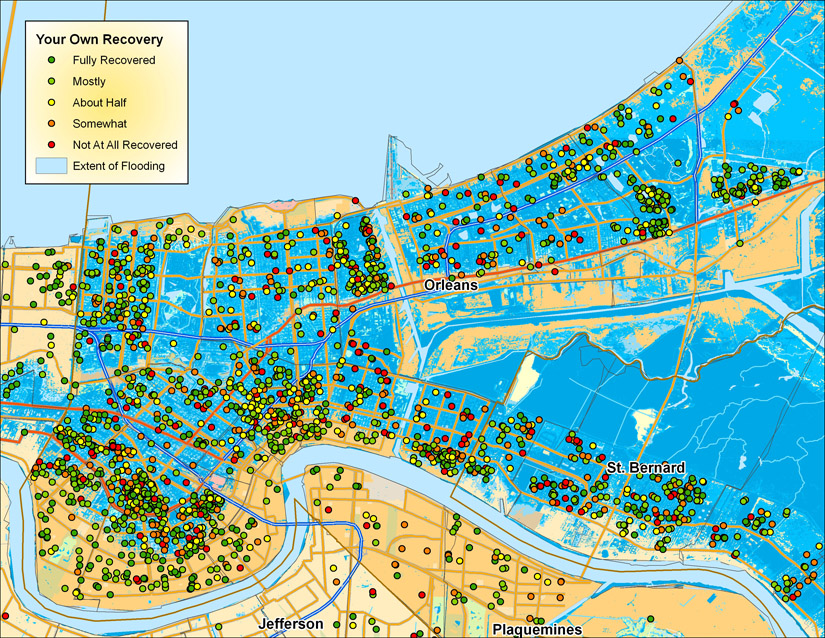 Your Own Recovery
Fully Recovered
Mostly
About Half
Somewhat
Not At All Recovered
Extent of Flooding
Orleans
St. Bernard
Jefferson
Plaquemines